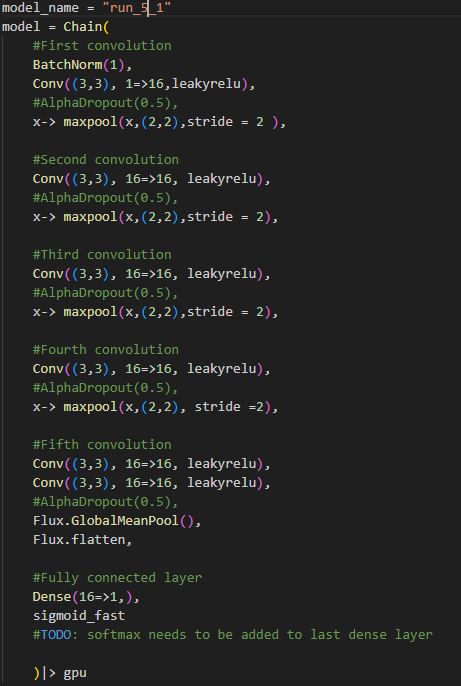 model_name = "run_5_1"
model = Chain(
#First convolution
BatchNorm(1),
Conv((3,3), 1=>16,leakyrelu),
#AlphaDropout(0.5),
x-> maxpool(x,(2,2),stride = 2 ),
#Second convolution
Conv((3,3), 16=>16, leakyrelu),
#AlphaDropout(0.5),
x-> maxpool(x,(2,2),stride = 2),
#Third convolution
Conv((3,3), 16=>16, leakyrelu),
#AlphaDropout(0.5),
x-> maxpool(x,(2,2),stride = 2),
#Fourth convolution
Conv((3,3), 16=>16, leakyrelu),
#AlphaDropout(0.5),
x-> maxpool(x,(2,2), stride =2),
#Fifth convolution
Conv((3,3), 16=>16, leakyrelu),
Conv((3,3), 16=>16, leakyrelu),
#AlphaDropout(0.5),
Flux.GlobalMeanPool(),
Flux.flatten,
#Fully connected layer
Dense(16=>1,),
sigmoid_fast
#TODO: softmax needs to be added to last dense layer
)|> gpu